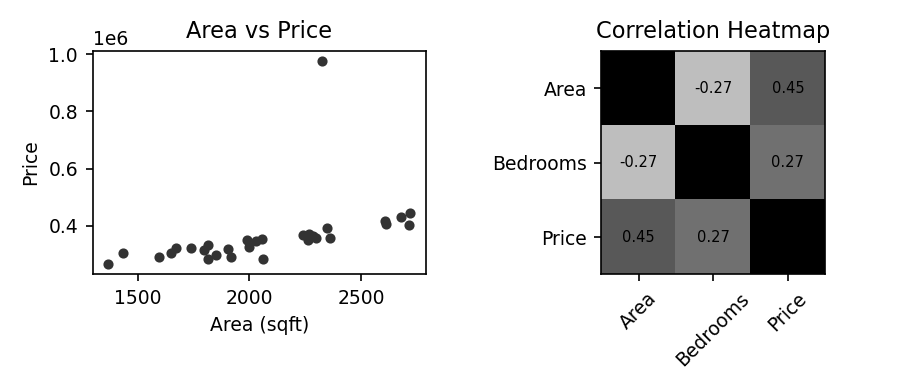 Area vs Price
1e6
1.0
0.8
0.6
0.4
Price
1500 2000 2500
Area (sqft)
Correlation Heatmap
Area -0.27 0.45
Bedrooms -0.27 0.27
Price 0.45 0.27
Area Bedrooms Price